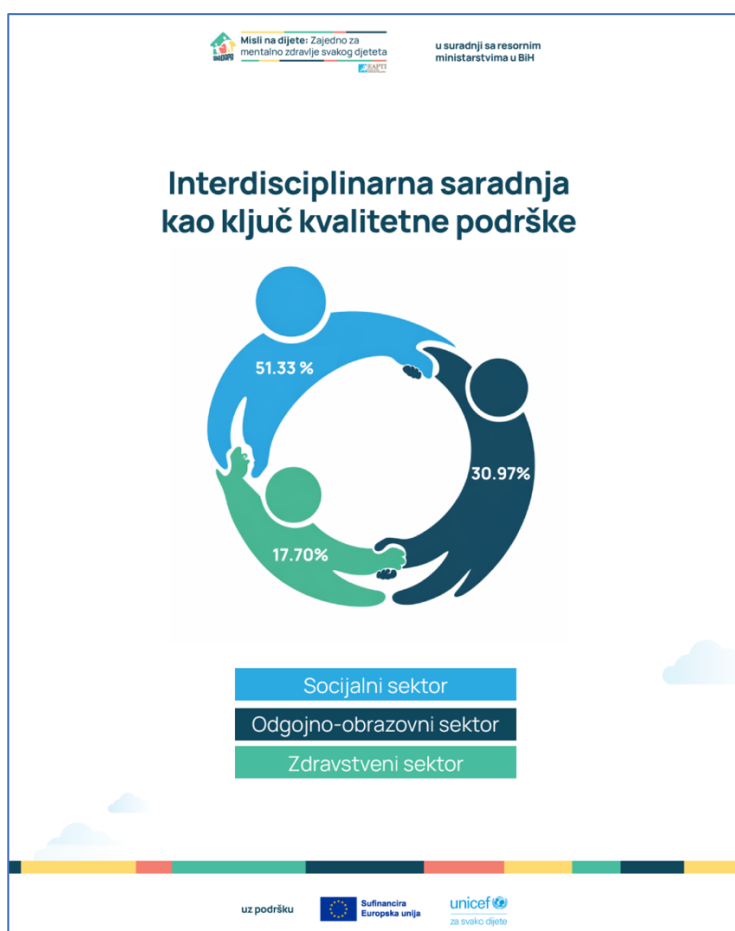 Misli na dijete: Zajedno za
mentalno zdravlje svakog djeteta
EAPTI
u suradnji sa resornim
ministarstvima u BiH
Interdisciplinarna saradnja
kao ključ kvalitetne podrške
51.33 %
30.97%
17.70%
Socijalni sektor
Odgojno-obrazovni sektor
Zdravstveni sektor
uz podršku
Sufinancira
Europska unija
unicef
za svako dijete